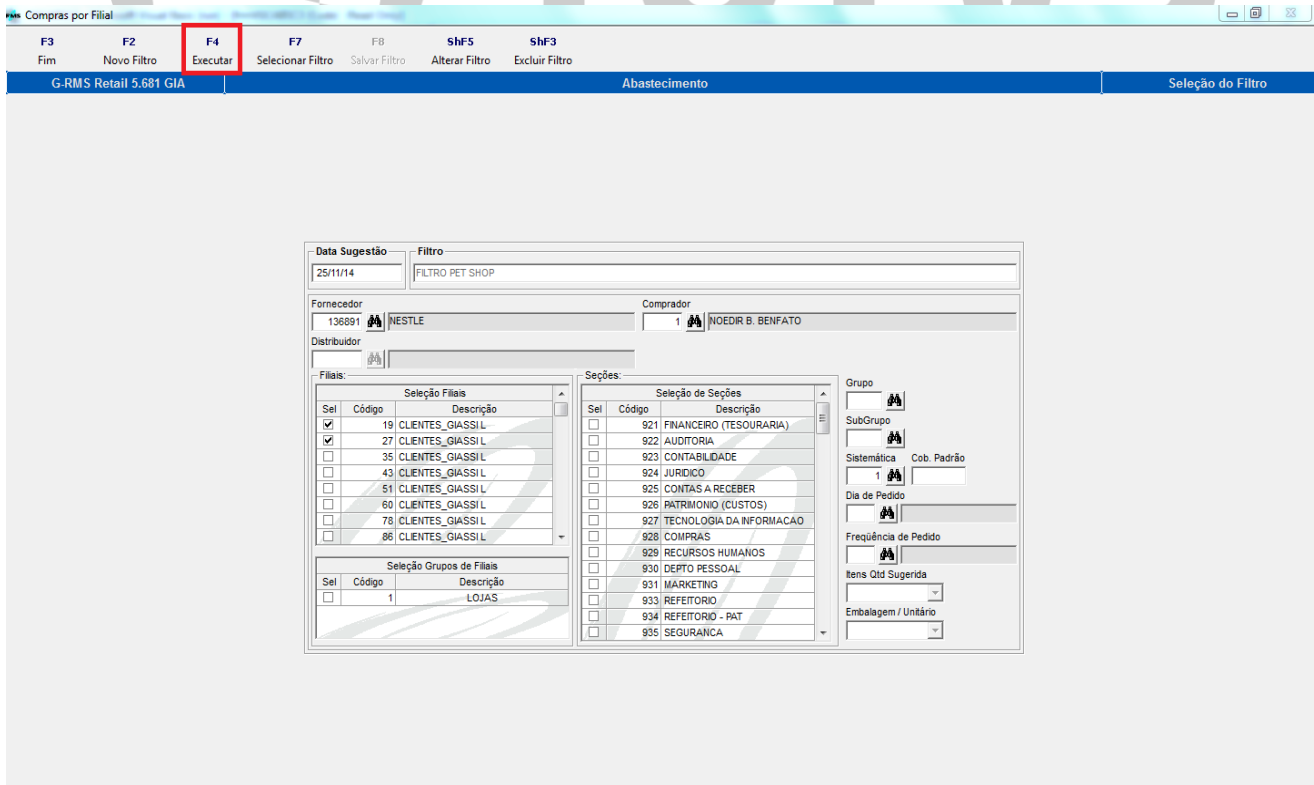 RMS Compras por Filial
F3 F2 F4 F7 F8 ShF5 ShF3
Fim Novo Filtro Executar Selecionar Filtro Salvar Filtro Alterar Filtro Excluir Filtro
G-RMS Retail 5.681 GIA Abastecimento Seleção do Filtro
Data Sugestão Filtro
25/11/14 FILTRO PET SHOP
Fornecedor Comprador
136891 NESTLE 1 NOEDIR B. BENFATO
Distribuidor
Filiais:
Seleção Filiais
Sel Código Descrição
19 CLIENTES_GIASSI L
27 CLIENTES_GIASSI L
35 CLIENTES_GIASSI L
43 CLIENTES_GIASSI L
51 CLIENTES_GIASSI L
60 CLIENTES_GIASSI L
78 CLIENTES_GIASSI L
86 CLIENTES_GIASSI L
Seleção Grupos de Filiais
Sel Código Descrição
1 LOJAS
Seções:
Seleção de Seções
Sel Código Descrição
921 FINANCEIRO (TESOURARIA)
922 AUDITORIA
923 CONTABILIDADE
924 JURIDICO
925 CONTAS A RECEBER
926 PATRIMONIO (CUSTOS)
927 TECNOLOGIA DA INFORMACAO
928 COMPRAS
929 RECURSOS HUMANOS
930 DEPTO PESSOAL
931 MARKETING
933 REFEITORIO
934 REFEITORIO - PAT
935 SEGURANCA
Grupo
SubGrupo
Sistemática Cob. Padrão
1
Dia de Pedido
Freqüência de Pedido
Itens Qtd Sugerida
Embalagem / Unitário